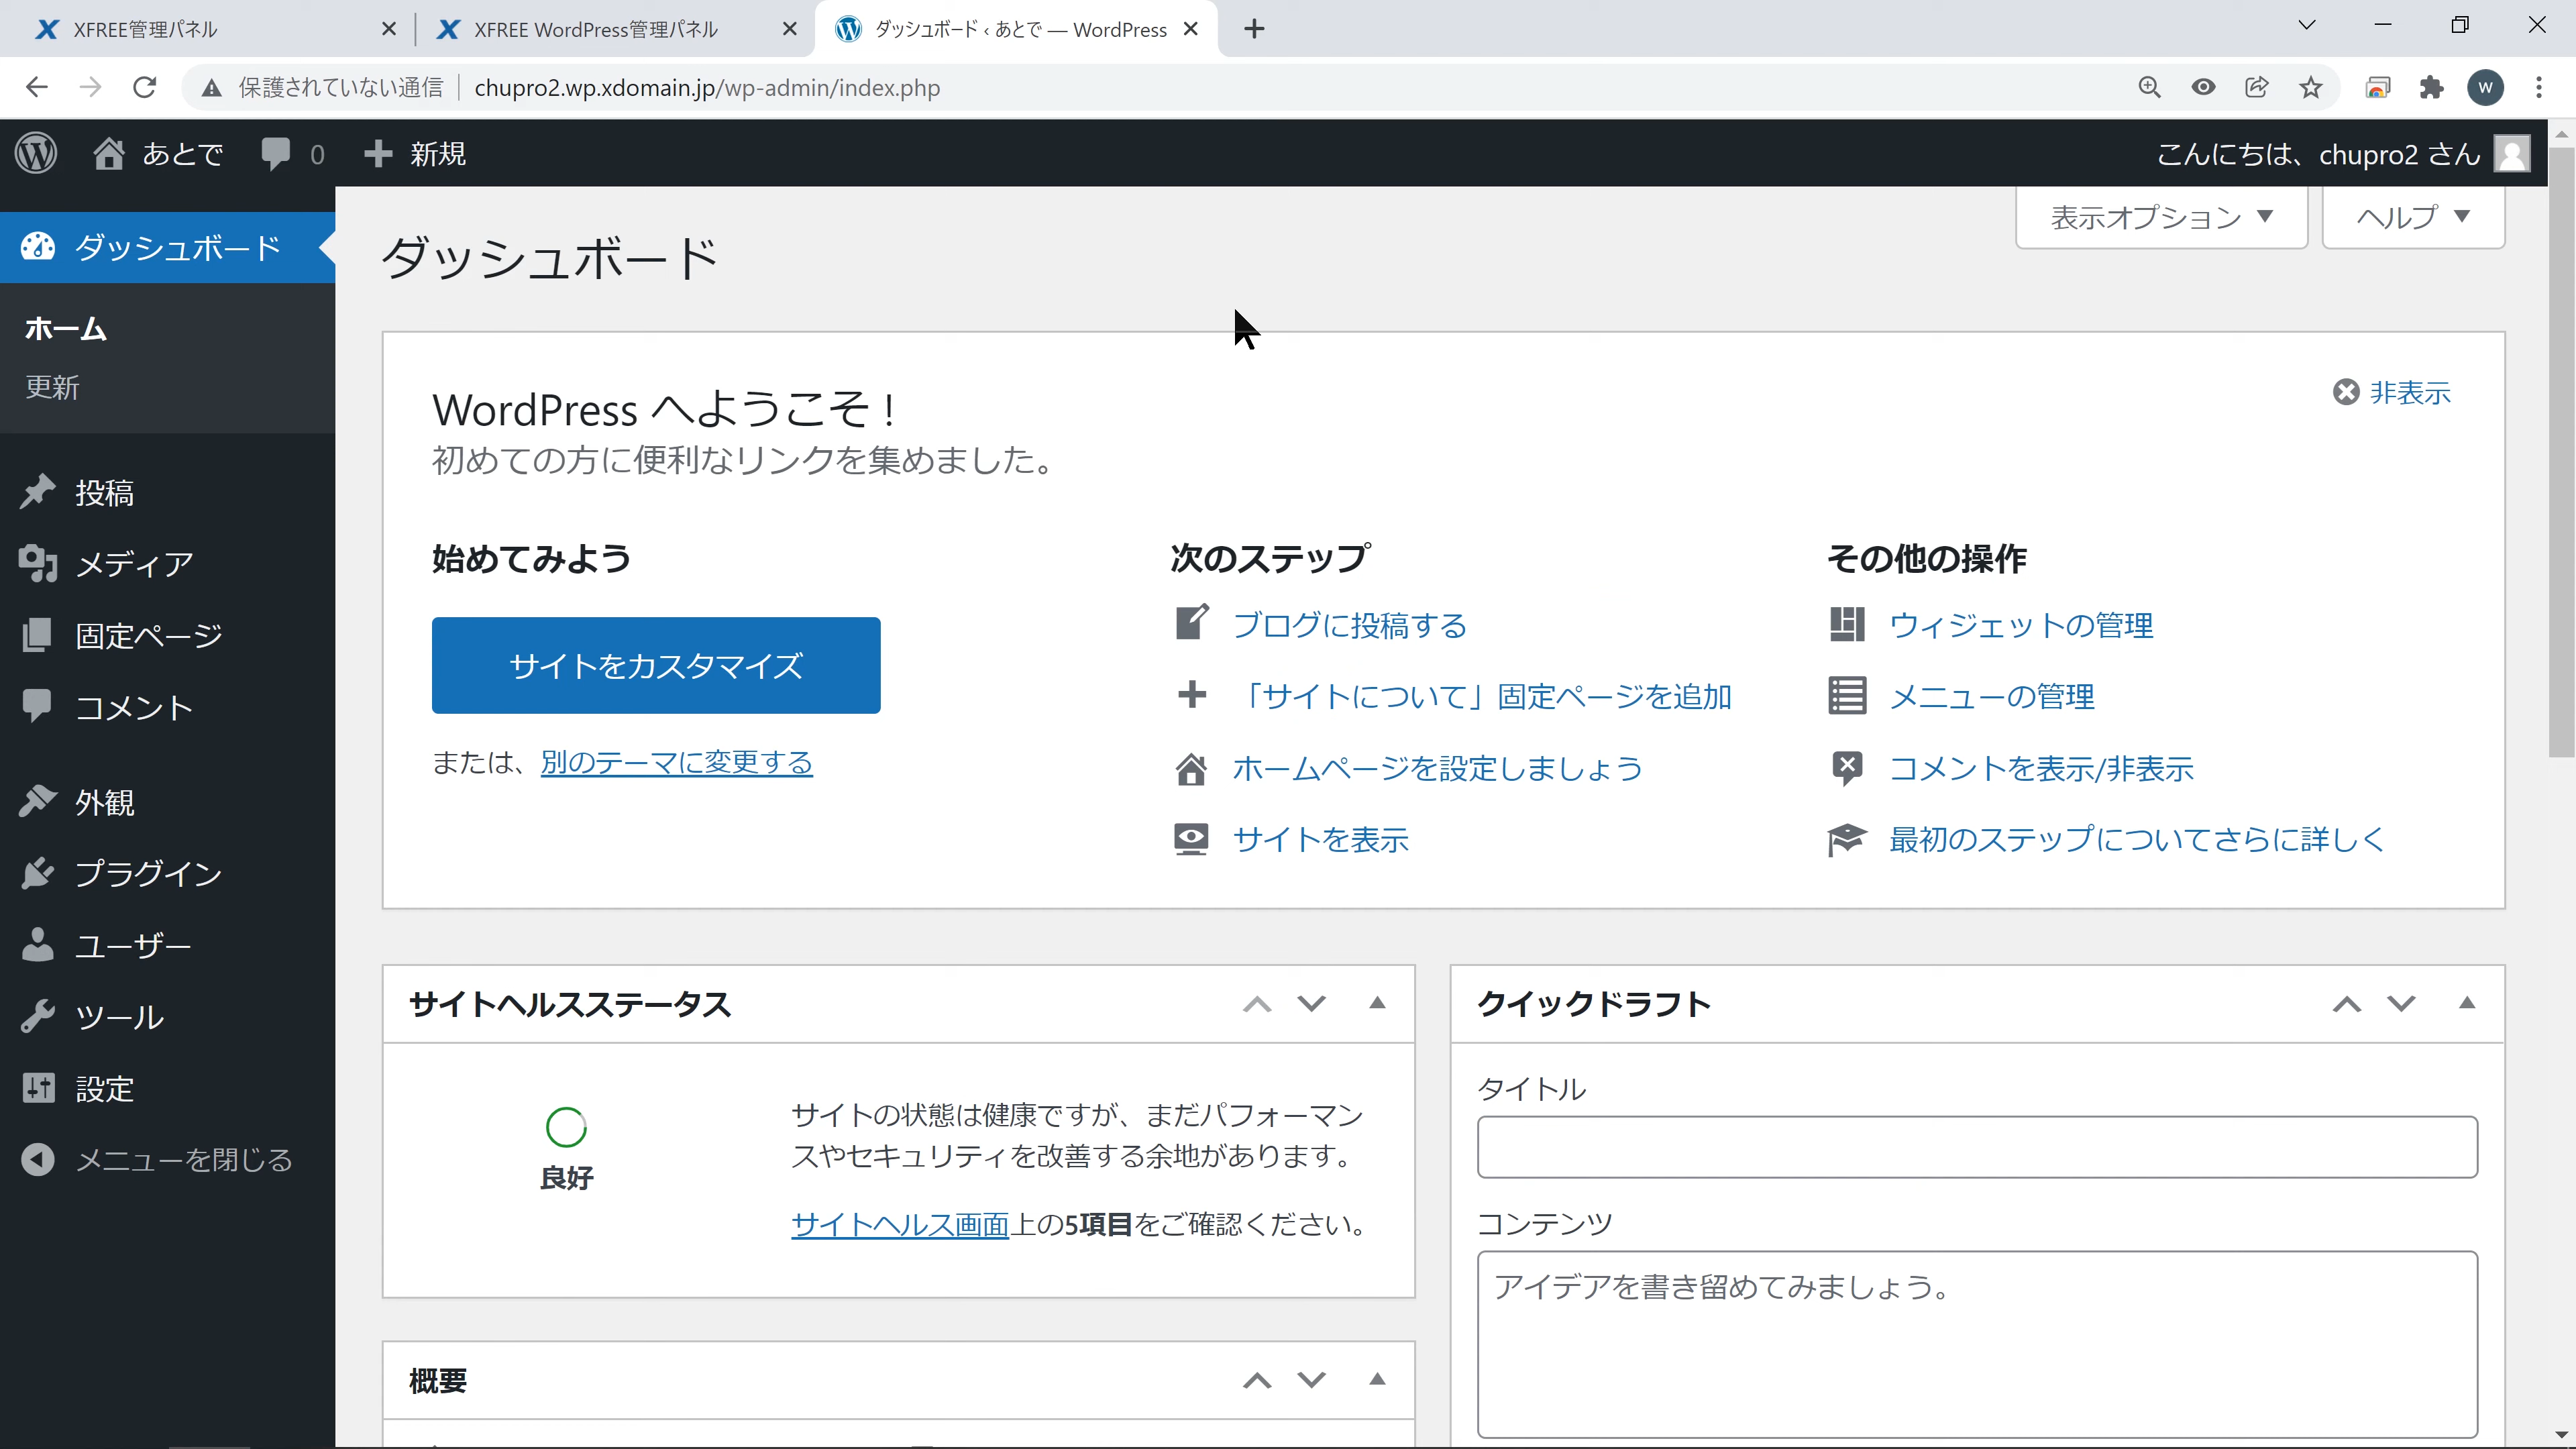 XFREE管理パネル
XFREE WordPress管理パネル
ダッシュボード ‹ あとで — WordPress
保護されていない通信
chupro2.wp.xdomain.jp/wp-admin/index.php
W
あとで
0
新規
こんにちは、chupro2 さん
ダッシュボード
ホーム
更新
投稿
メディア
固定ページ
コメント
外観
プラグイン
ユーザー
ツール
設定
メニューを閉じる
表示オプション
ヘルプ
ダッシュボード
WordPress へようこそ !
初めての方に便利なリンクを集めました。
非表示
始めてみよう
サイトをカスタマイズ
または、別のテーマに変更する
次のステップ
ブログに投稿する
「サイトについて」固定ページを追加
ホームページを設定しましょう
サイトを表示
その他の操作
ウィジェットの管理
メニューの管理
コメントを表示/非表示
最初のステップについてさらに詳しく
サイトヘルスステータス
良好
サイトの状態は健康ですが、まだパフォーマン
スやセキュリティを改善する余地があります。
サイトヘルス画面上の5項目をご確認ください。
概要
クイックドラフト
タイトル
コンテンツ
アイデアを書き留めてみましょう。